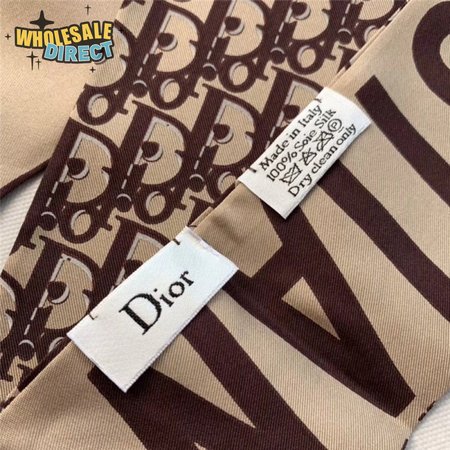 WHOLESALE
DIRECT
Made in Italy
100% Soie Silk
Dry clean only
Dior